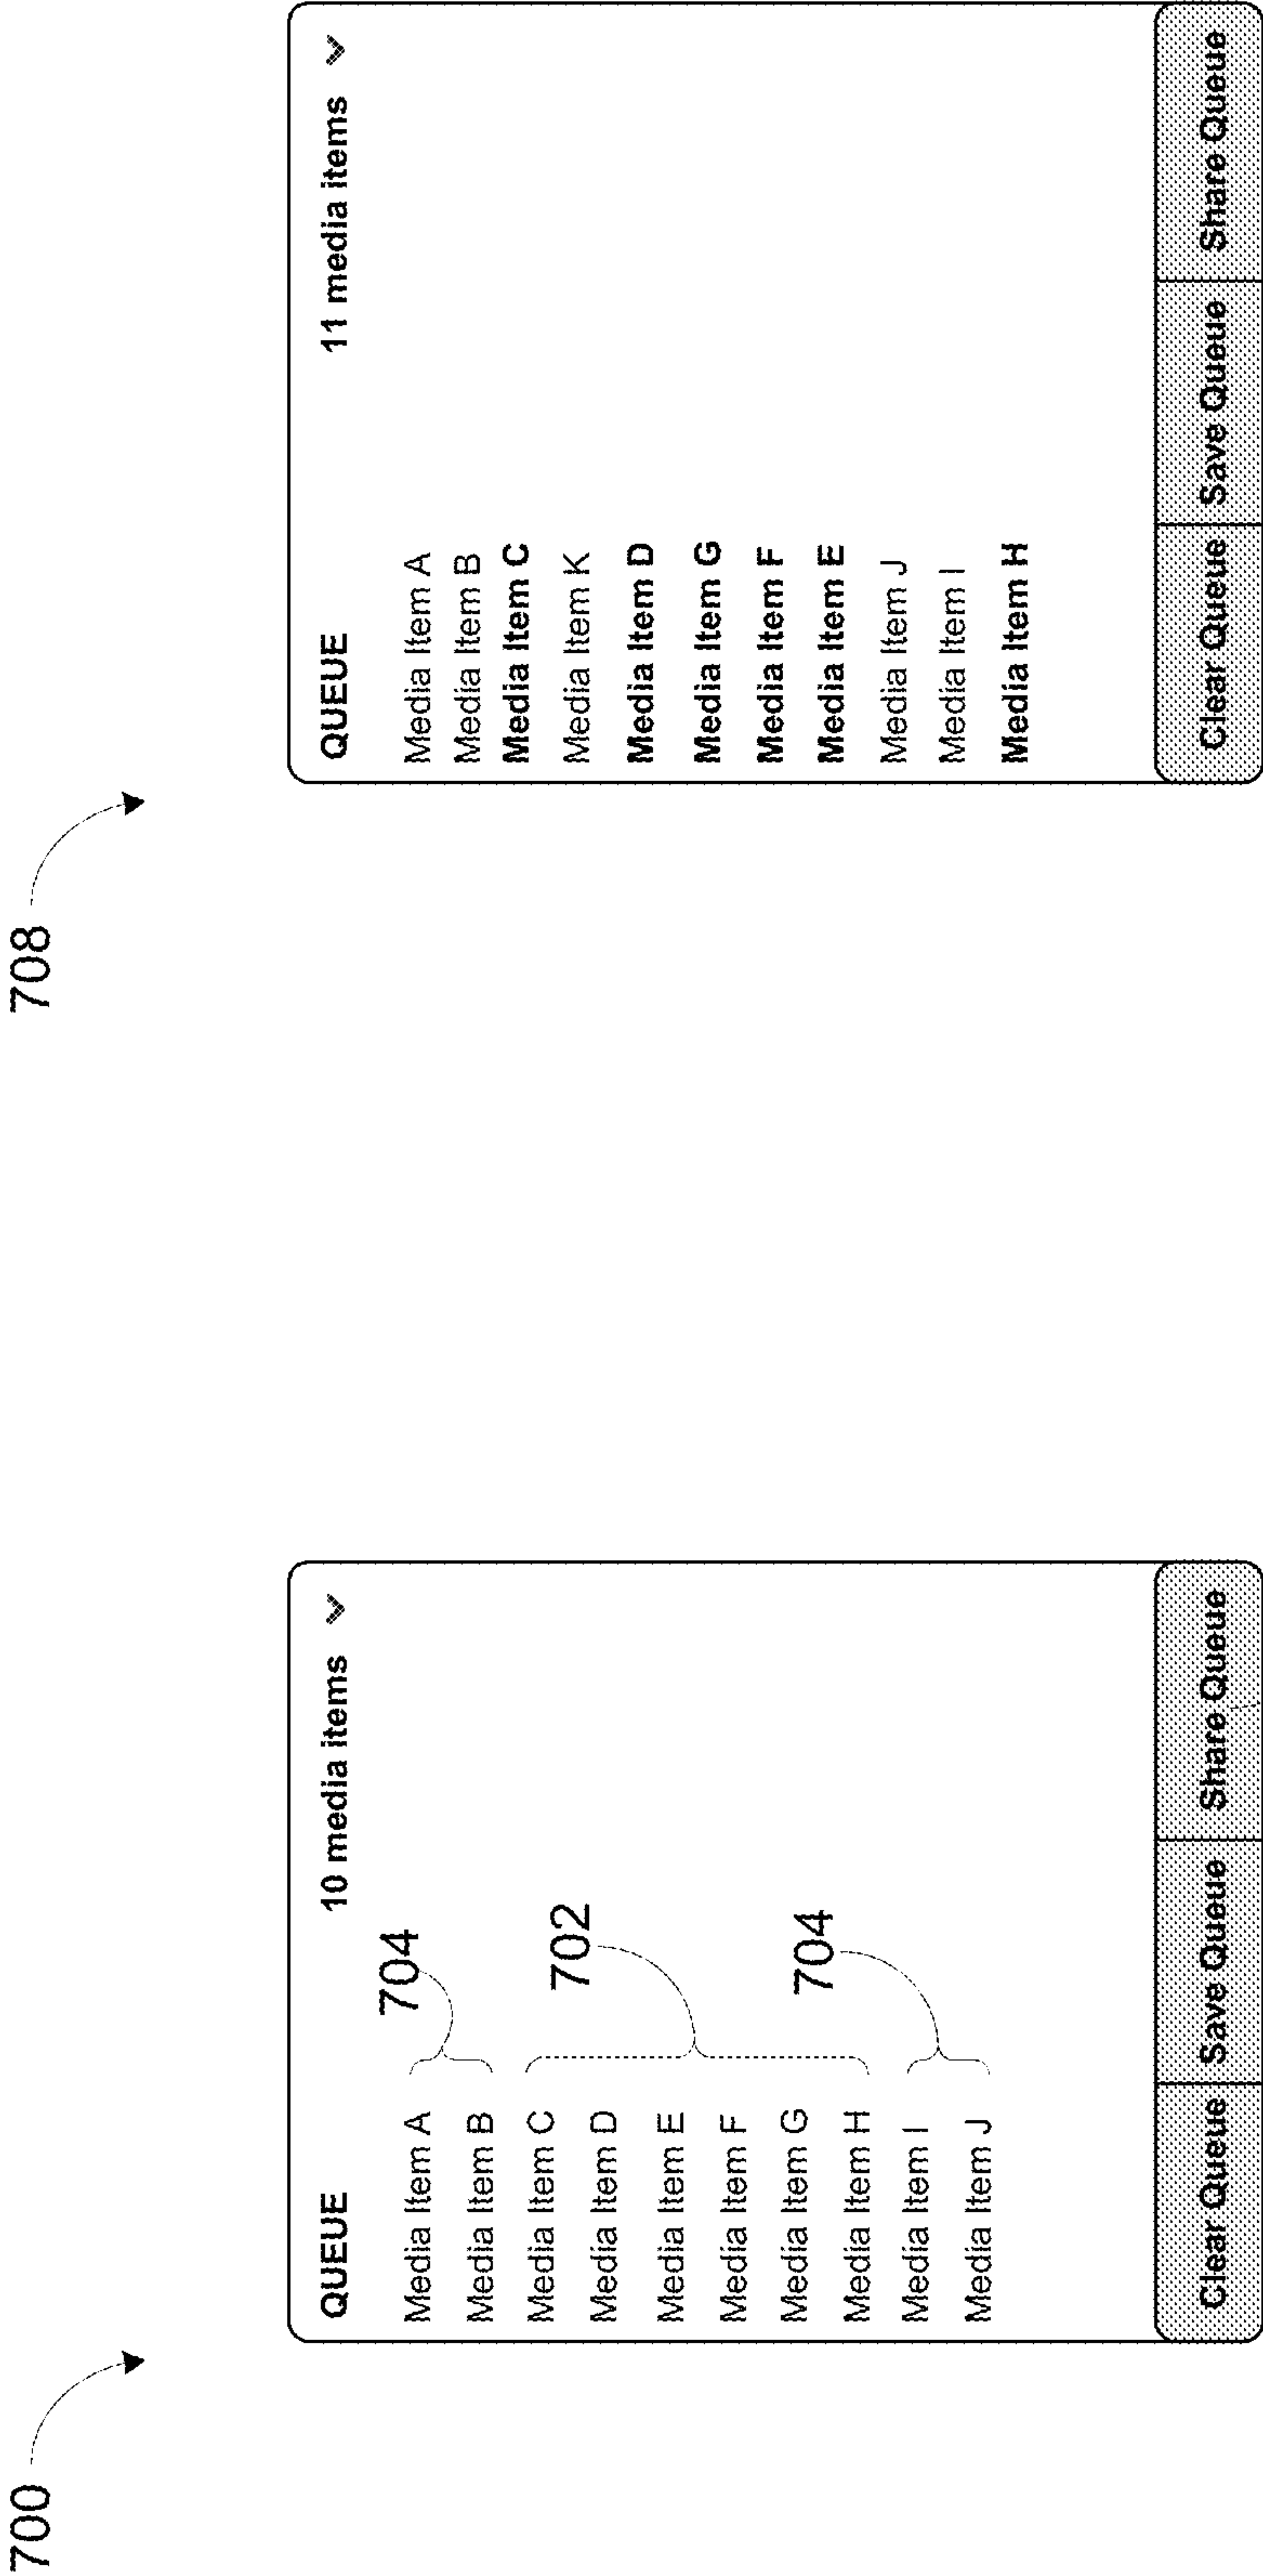 700
QUEUE 10 media items
Media Item A
704
Media Item B
Media Item C
702
Media Item D
Media Item E
Media Item F
Media Item G
704
Media Item H
Media Item I
Media Item J
Clear Queue Save Queue Share Queue
708
QUEUE 11 media items
Media Item A
Media Item B
Media Item C
Media Item K
Media Item D
Media Item G
Media Item F
Media Item E
Media Item J
Media Item I
Media Item H
Clear Queue Save Queue Share Queue